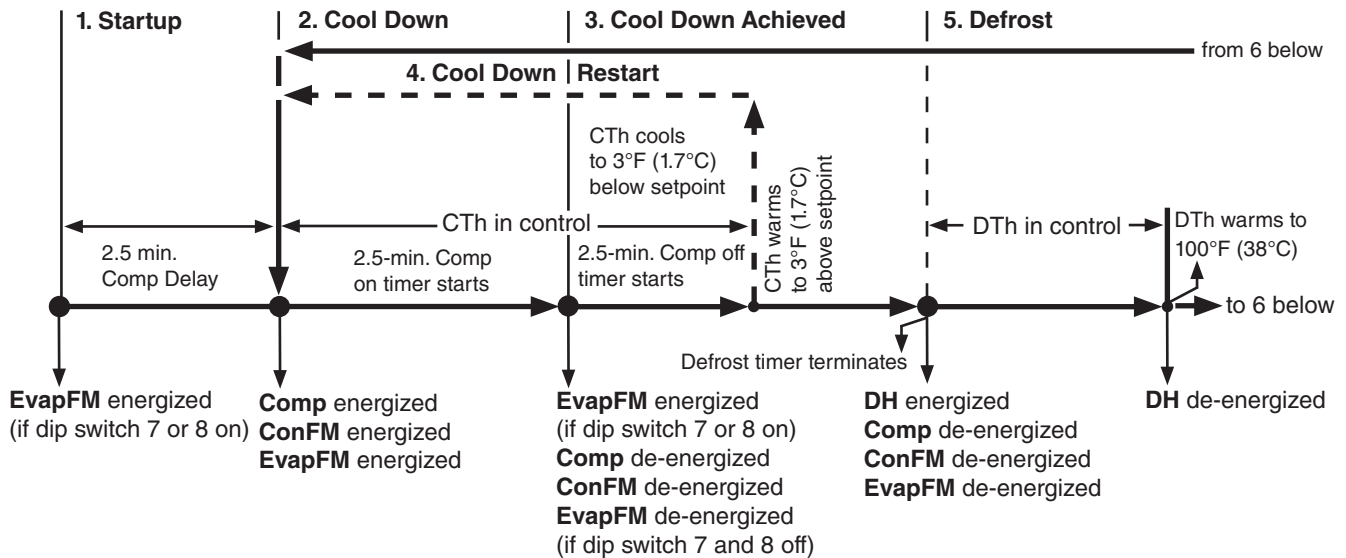 1. Startup
2. Cool Down
3. Cool Down Achieved
5. Defrost
from 6 below
4. Cool Down Restart
CTh cools
to 3°F (1.7°C)
below setpoint
CTh warms
to 3°F (1.7°C)
above setpoint
CTh in control
DTh in control
DTh warms to
100°F (38°C)
2.5 min.
Comp Delay
2.5-min. Comp
on timer starts
2.5-min. Comp off
timer starts
to 6 below
Defrost timer terminates
EvapFM energized
(if dip switch 7 or 8 on)
Comp energized
ConFM energized
EvapFM energized
EvapFM energized
(if dip switch 7 or 8 on)
Comp de-energized
ConFM de-energized
EvapFM de-energized
(if dip switch 7 and 8 off)
DH energized
Comp de-energized
ConFM de-energized
EvapFM de-energized
DH de-energized